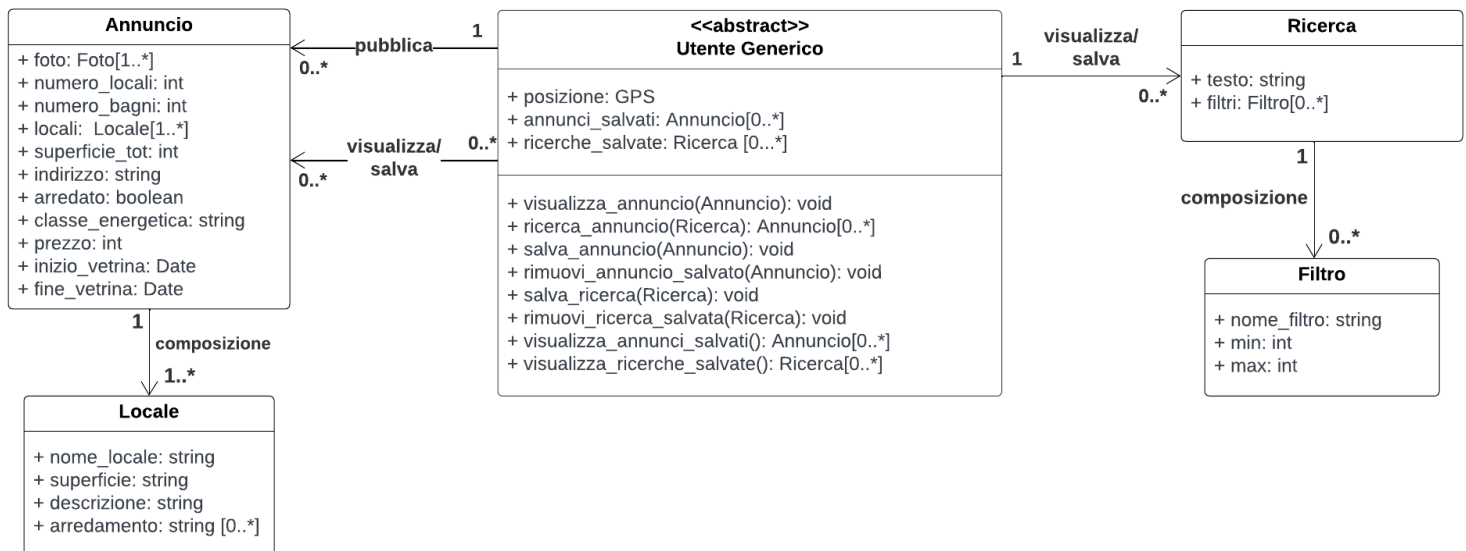 Annuncio
+ foto: Foto[1..*]
+ numero_locali: int
+ numero_bagni: int
+ locali:  Locale[1..*]
+ superficie_tot: int
+ indirizzo: string
+ arredato: boolean
+ classe_energetica: string
+ prezzo: int
+ inizio_vetrina: Date
+ fine_vetrina: Date
pubblica
1
0..*
visualizza/
salva
0..*
0..*
<<abstract>>
Utente Generico
+ posizione: GPS
+ annunci_salvati: Annuncio[0..*]
+ ricerche_salvate: Ricerca [0...*]
+ visualizza_annuncio(Annuncio): void
+ ricerca_annuncio(Ricerca): Annuncio[0..*]
+ salva_annuncio(Annuncio): void
+ rimuovi_annuncio_salvato(Annuncio): void
+ salva_ricerca(Ricerca): void
+ rimuovi_ricerca_salvata(Ricerca): void
+ visualizza_annunci_salvati(): Annuncio[0..*]
+ visualizza_ricerche_salvate(): Ricerca[0..*]
1
visualizza/
salva
0..*
Ricerca
+ testo: string
+ filtri: Filtro[0..*]
1
composizione
0..*
Filtro
+ nome_filtro: string
+ min: int
+ max: int
1
composizione
1..*
Locale
+ nome_locale: string
+ superficie: string
+ descrizione: string
+ arredamento: string [0..*]